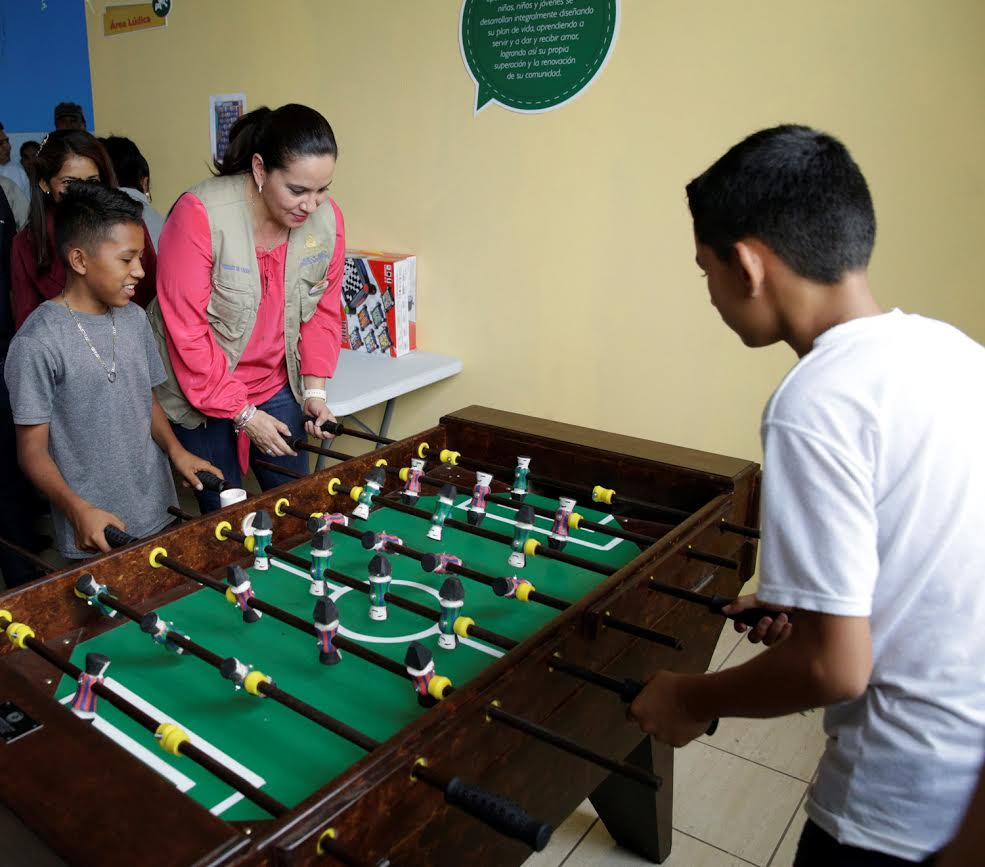 Área Lúdica
niñas, niños y jóvenes se
desarrollan integralmente diseñando
su plan de vida, aprendiendo a
servir y a dar y recibir amor,
logrando así su propia
superación y la renovación
de su comunidad.